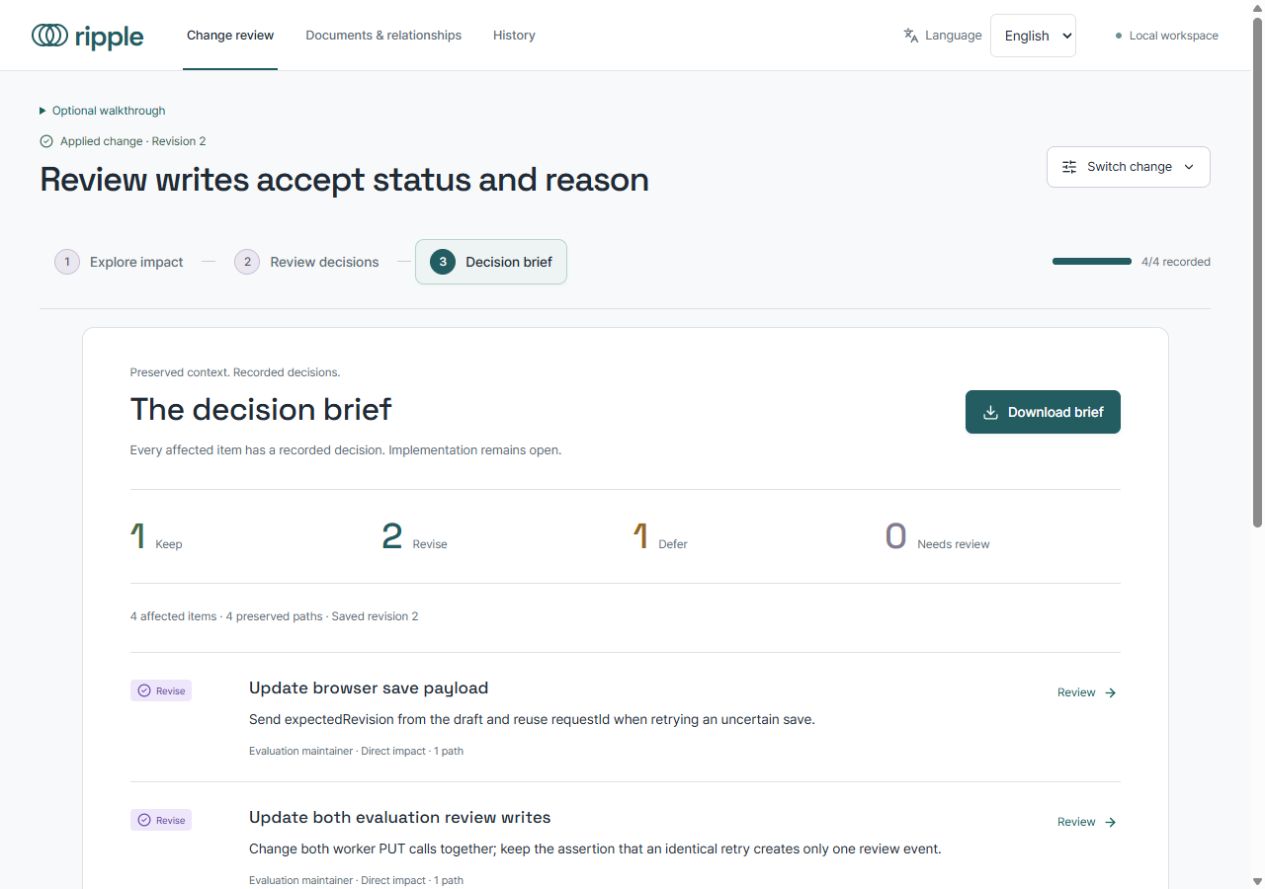 ripple
Change review
Documents & relationships
History
Language
English
Local workspace
Optional walkthrough
Applied change · Revision 2
Review writes accept status and reason
Switch change
1 Explore impact
2 Review decisions
3 Decision brief
4/4 recorded
Preserved context. Recorded decisions.
The decision brief
Download brief
Every affected item has a recorded decision. Implementation remains open.
1 Keep
2 Revise
1 Defer
0 Needs review
4 affected items · 4 preserved paths · Saved revision 2
Revise
Update browser save payload
Review
Send expectedRevision from the draft and reuse requestId when retrying an uncertain save.
Evaluation maintainer · Direct impact · 1 path
Revise
Update both evaluation review writes
Review
Change both worker PUT calls together; keep the assertion that an identical retry creates only one review event.
Evaluation maintainer · Direct impact · 1 path